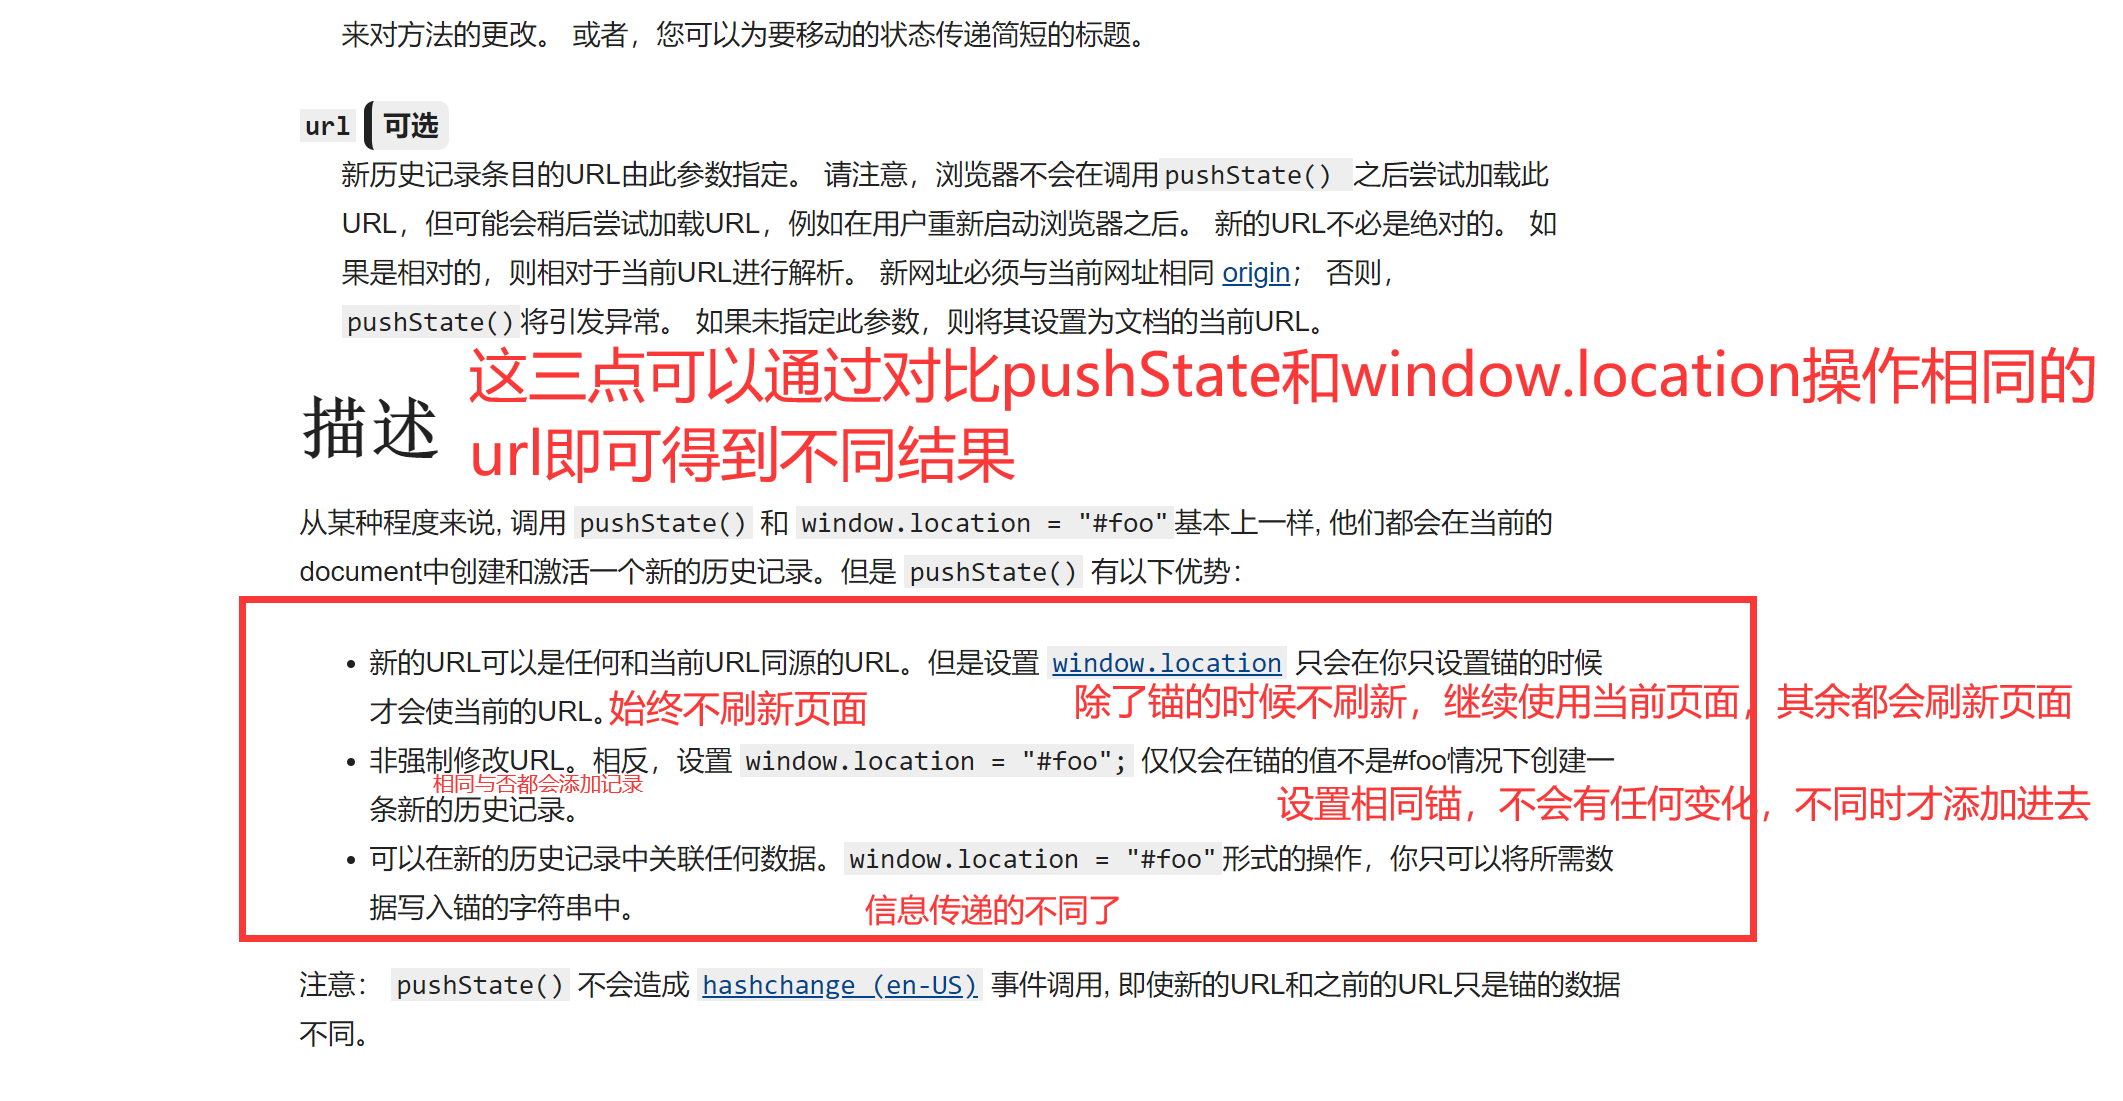 来对方法的更改。 或者，您可以为要移动的状态传递简短的标题。
url 可选
新历史记录条目的URL由此参数指定。 请注意，浏览器不会在调用pushState() 之后尝试加载此
URL，但可能会稍后尝试加载URL，例如在用户重新启动浏览器之后。 新的URL不必是绝对的。 如
果是相对的，则相对于当前URL进行解析。 新网址必须与当前网址相同 origin； 否则，
pushState()将引发异常。 如果未指定此参数，则将其设置为文档的当前URL。
这三点可以通过对比pushState和window.location操作相同的
url即可得到不同结果
描述
从某种程度来说, 调用 pushState() 和 window.location = "#foo"基本上一样, 他们都会在当前的
document中创建和激活一个新的历史记录。但是 pushState() 有以下优势：
新的URL可以是任何和当前URL同源的URL。但是设置 window.location 只会在你只设置锚的时候
才会使当前的URL。始终不刷新页面
除了锚的时候不刷新，继续使用当前页面，其余都会刷新页面
非强制修改URL。相反，设置 window.location = "#foo"; 仅仅会在锚的值不是#foo情况下创建一
相同与否都会添加记录
条新的历史记录。
设置相同锚，不会有任何变化，不同时才添加进去
可以在新的历史记录中关联任何数据。window.location = "#foo"形式的操作，你只可以将所需数
据写入锚的字符串中。
信息传递的不同了
注意： pushState() 不会造成 hashchange (en-US) 事件调用, 即使新的URL和之前的URL只是锚的数据
不同。